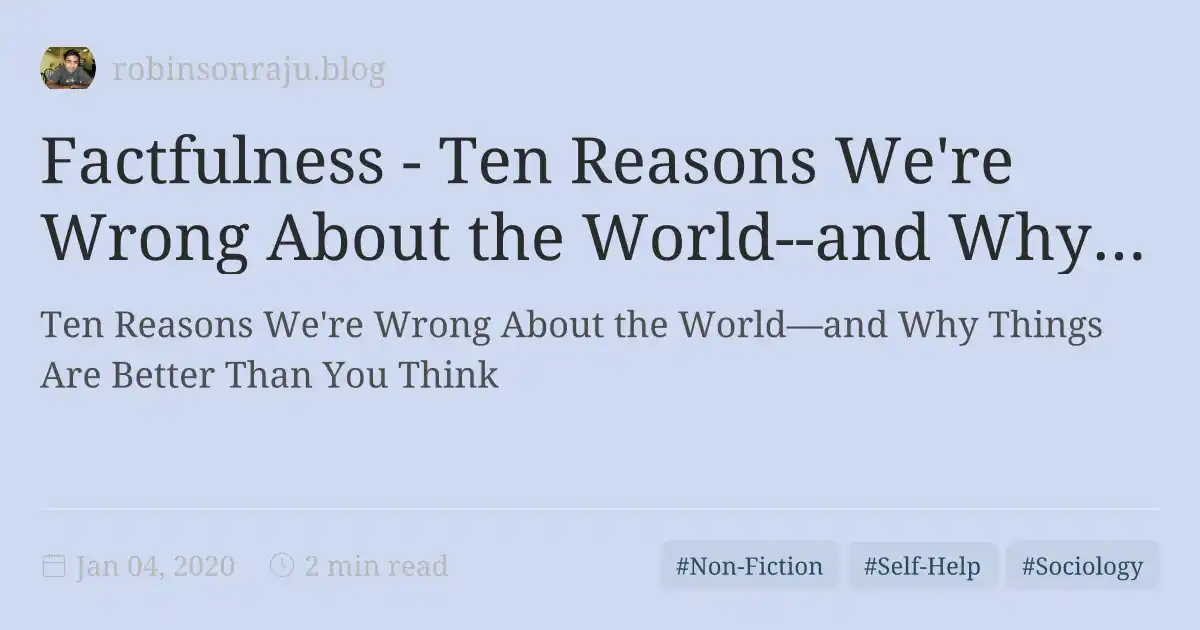 robinsonraju.blog
Factfulness - Ten Reasons We're
Wrong About the World--and Why...
Ten Reasons We're Wrong About the World—and Why Things
Are Better Than You Think
Jan 04, 2020 2 min read #Non-Fiction #Self-Help #Sociology